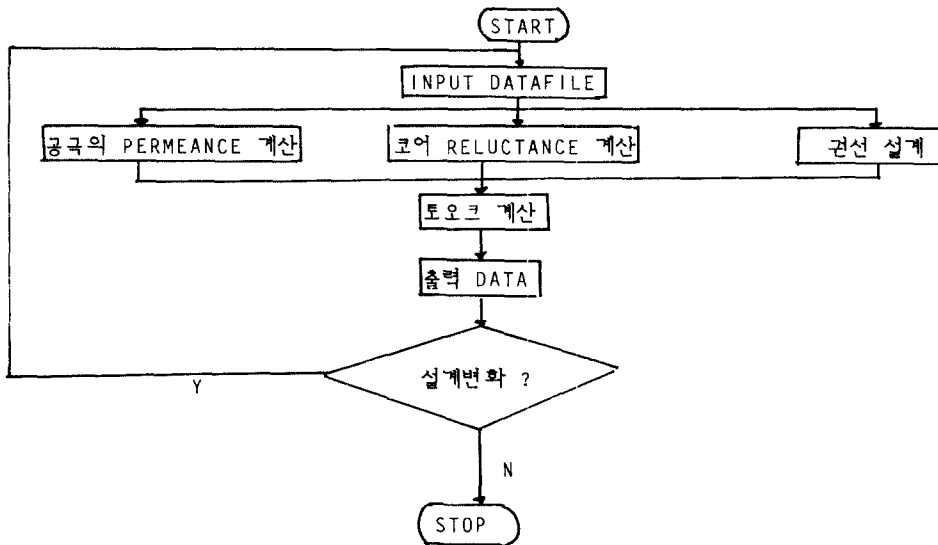 START
INPUT DATAFILE
공극의 PERMEANCE 계산
코어 RELUCTANCE 계산
권선 설계
토오크 계산
출력 DATA
설계변화 ?
Y
N
STOP